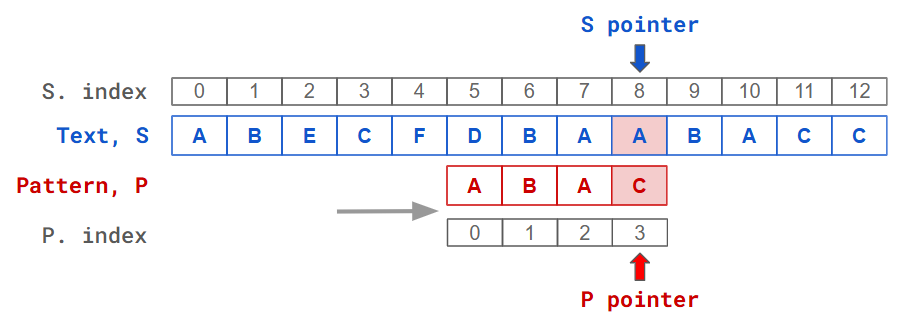 S pointer
S. index 0 1 2 3 4 5 6 7 8 9 10 11 12
Text, S A B E C F D B A A B A C C
Pattern, P A B A C
P. index 0 1 2 3
P pointer